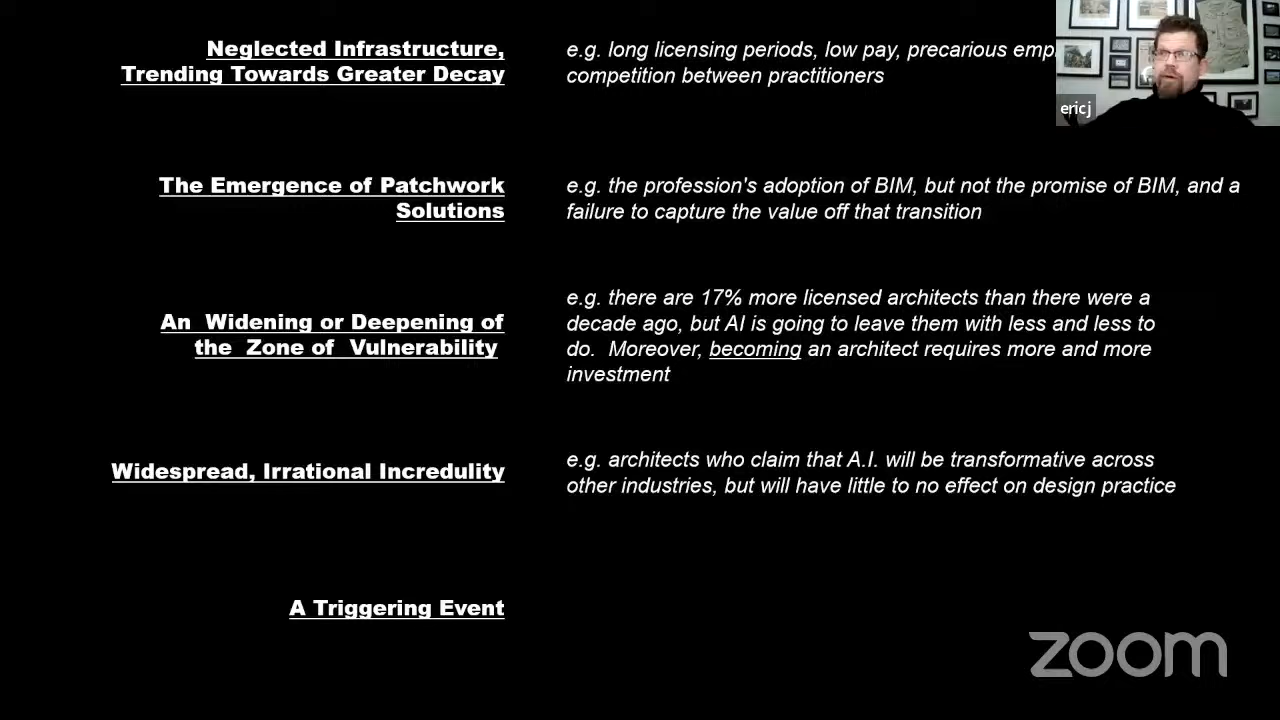 Neglected Infrastructure,
Trending Towards Greater Decay
e.g. long licensing periods, low pay, precarious
competition between practitioners
ericj
The Emergence of Patchwork
Solutions
e.g. the profession's adoption of BIM, but not the promise of BIM, and a
failure to capture the value off that transition
An Widening or Deepening of
the Zone of Vulnerability
e.g. there are 17% more licensed architects than there were a
decade ago, but AI is going to leave them with less and less to
do. Moreover, becoming an architect requires more and more
investment
Widespread, Irrational Incredulity
e.g. architects who claim that A.I. will be transformative across
other industries, but will have little to no effect on design practice
A Triggering Event
zoom